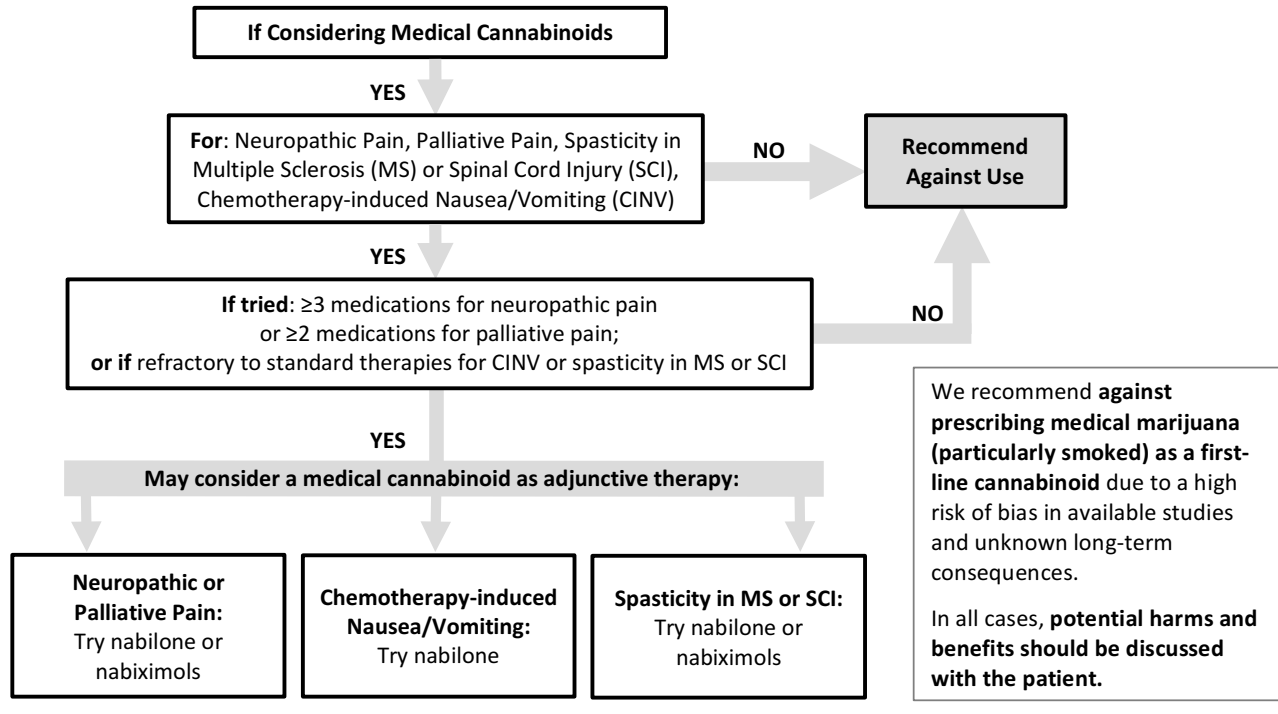 If Considering Medical Cannabinoids
YES
For: Neuropathic Pain, Palliative Pain, Spasticity in
Multiple Sclerosis (MS) or Spinal Cord Injury (SCI),
Chemotherapy-induced Nausea/Vomiting (CINV)
NO
Recommend
Against Use
YES
If tried: ≥3 medications for neuropathic pain
or ≥2 medications for palliative pain;
or if refractory to standard therapies for CINV or spasticity in MS or SCI
NO
YES
May consider a medical cannabinoid as adjunctive therapy:
Neuropathic or
Palliative Pain:
Try nabilone or
nabiximols
Chemotherapy-induced
Nausea/Vomiting:
Try nabilone
Spasticity in MS or SCI:
Try nabilone or
nabiximols
We recommend against
prescribing medical marijuana
(particularly smoked) as a first-
line cannabinoid due to a high
risk of bias in available studies
and unknown long-term
consequences.
In all cases, potential harms and
benefits should be discussed
with the patient.